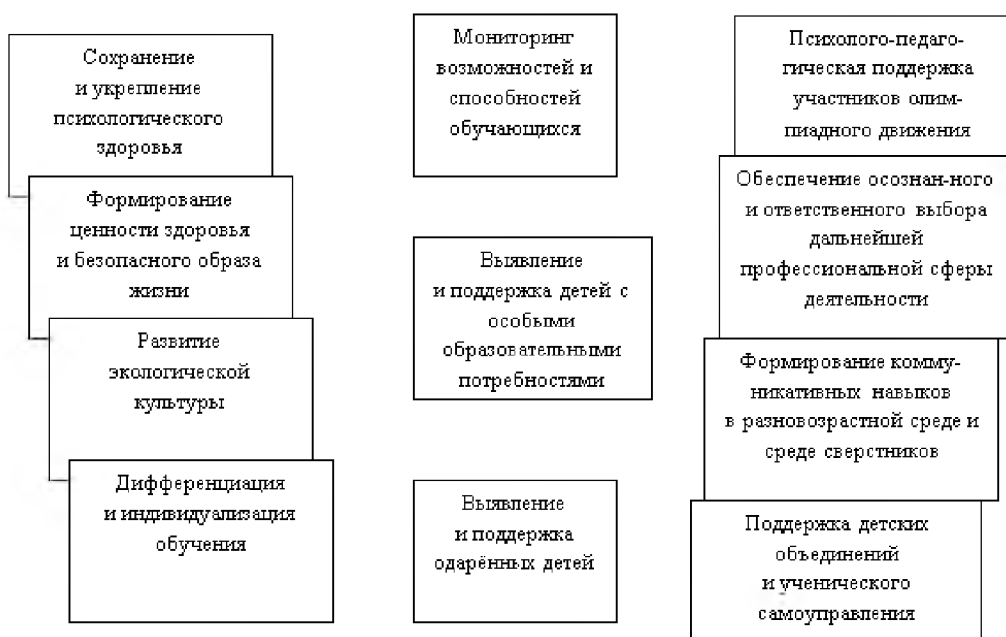 Сохранение
и укрепление
психологического
здоровья
Формирование
ценности здоровья
и безопасного образа
жизни
Развитие
экологической
культуры
Дифференциация
и индивидуализация
обучения
Мониторинг
возможностей и
способностей
обучающихся
Выявление
и поддержка детей с
особыми
образовательными
потребностями
Выявление
и поддержка
одарённых детей
Психолого-педаго-
гическая поддержка
участников олим-
пиадного движения
Обеспечение осознан-ного
и ответственного выбора
дальнейшей
профессиональной сферы
деятельности
Формирование комму-
никативных навыков
в разновозрастной среде и
среде сверстников
Поддержка детских
объединений
и ученического
самоуправления